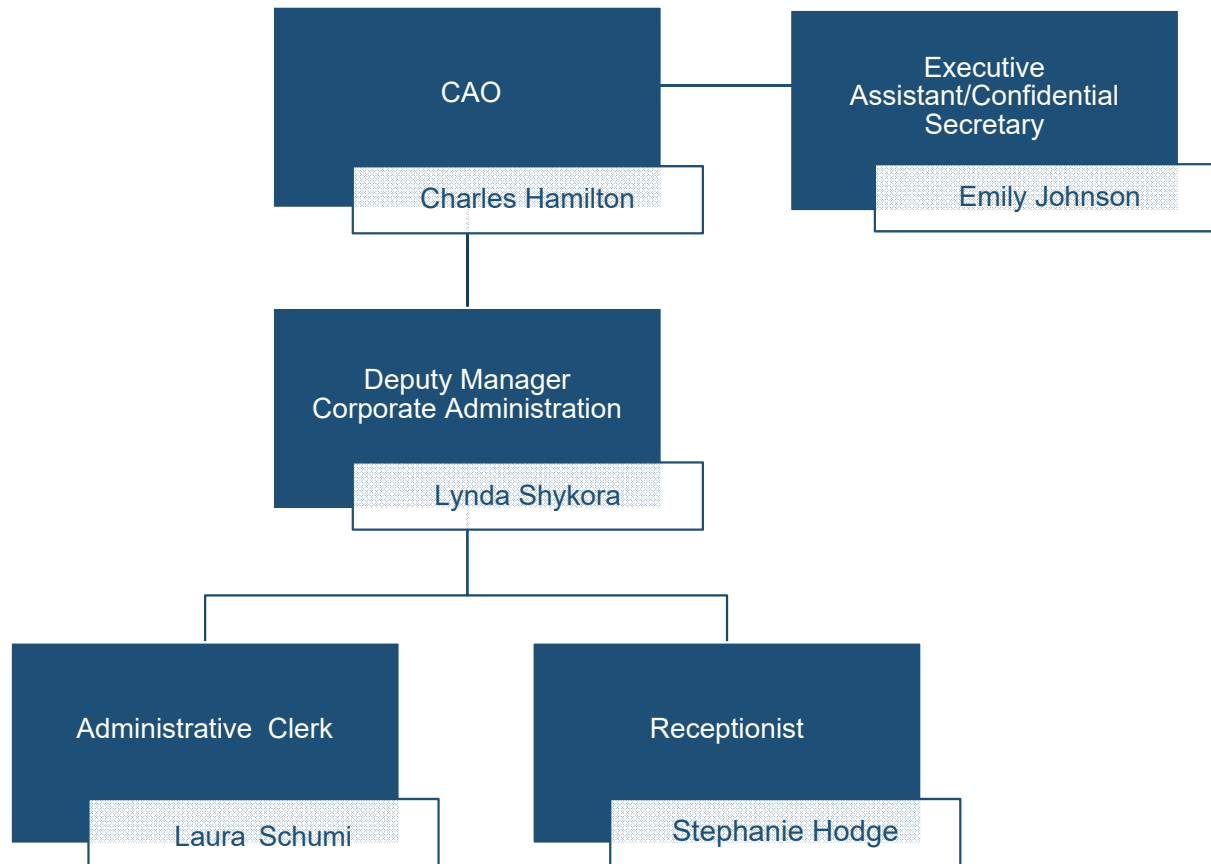 CAO
Charles Hamilton
Executive
Assistant/Confidential
Secretary
Emily Johnson
Deputy Manager
Corporate Administration
Lynda Shykora
Administrative Clerk
Laura Schumi
Receptionist
Stephanie Hodge